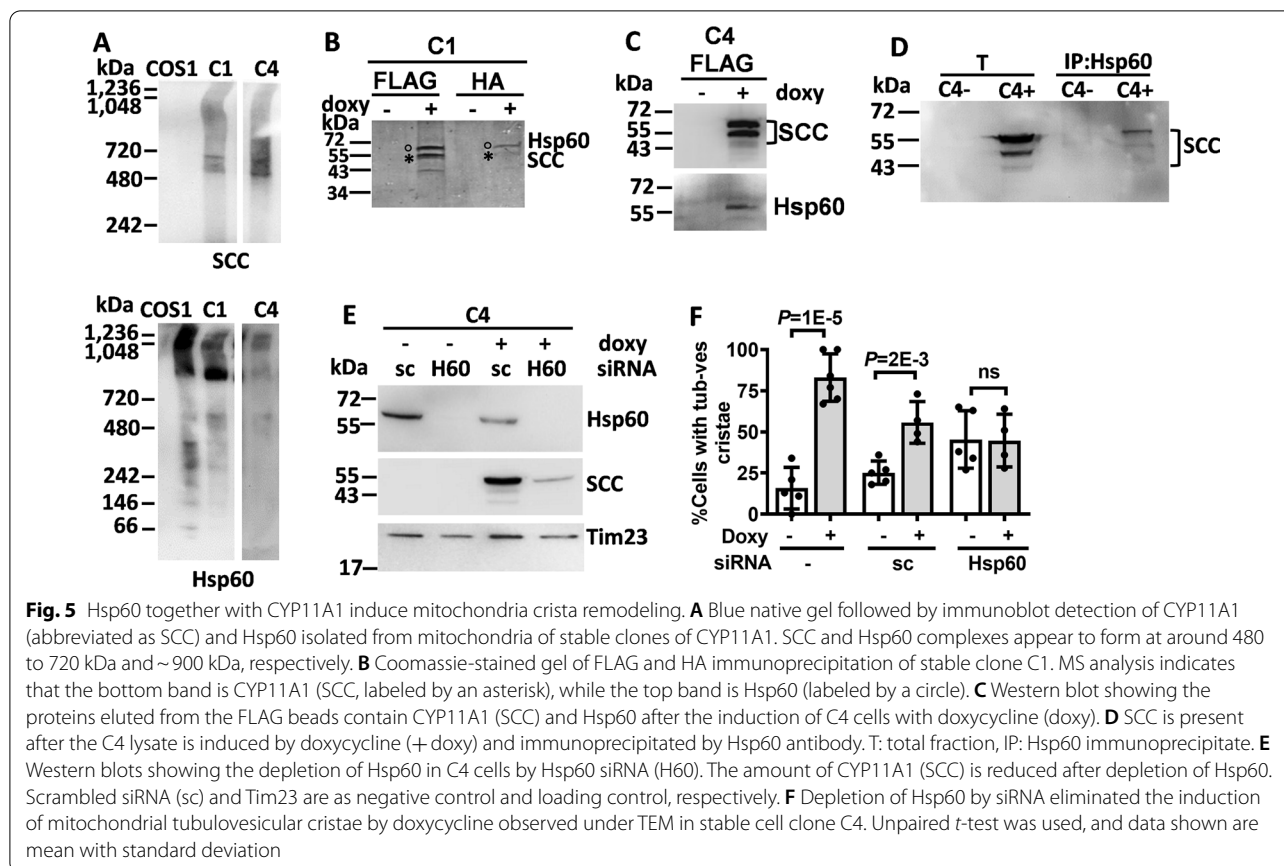 A
kDa
COS1 C1 C4
1,236
1,048
720
480
242
SCC
kDa
COS1 C1 C4
1,236
1,048
720
480
242
146
66
Hsp60
B
C1
FLAG HA
doxy - + - +
kDa
72
55
43
34
Hsp60
SCC
C
C4
FLAG
kDa - + doxy
72
55
43
SCC
72
55
Hsp60
D
T IP:Hsp60
kDa C4- C4+ C4- C4+
72
55
43
SCC
E
C4
- - + + doxy
kDa sc H60 sc H60 siRNA
72
55
Hsp60
55
43
SCC
Tim23
17
F
P=1E-5
P=2E-3
ns
%Cells with tub-ves
cristae
100
75
50
25
0
Doxy - + - + - +
siRNA - sc Hsp60
Fig. 5 Hsp60 together with CYP11A1 induce mitochondria crista remodeling. A Blue native gel followed by immunoblot detection of CYP11A1
(abbreviated as SCC) and Hsp60 isolated from mitochondria of stable clones of CYP11A1. SCC and Hsp60 complexes appear to form at around 480
to 720 kDa and ~ 900 kDa, respectively. B Coomassie-stained gel of FLAG and HA immunoprecipitation of stable clone C1. MS analysis indicates
that the bottom band is CYP11A1 (SCC, labeled by an asterisk), while the top band is Hsp60 (labeled by a circle). C Western blot showing the
proteins eluted from the FLAG beads contain CYP11A1 (SCC) and Hsp60 after the induction of C4 cells with doxycycline (doxy). D SCC is present
after the C4 lysate is induced by doxycycline (+ doxy) and immunoprecipitated by Hsp60 antibody. T: total fraction, IP: Hsp60 immunoprecipitate. E
Western blots showing the depletion of Hsp60 in C4 cells by Hsp60 siRNA (H60). The amount of CYP11A1 (SCC) is reduced after depletion of Hsp60.
Scrambled siRNA (sc) and Tim23 are as negative control and loading control, respectively. F Depletion of Hsp60 by siRNA eliminated the induction
of mitochondrial tubulovesicular cristae by doxycycline observed under TEM in stable cell clone C4. Unpaired t-test was used, and data shown are
mean with standard deviation